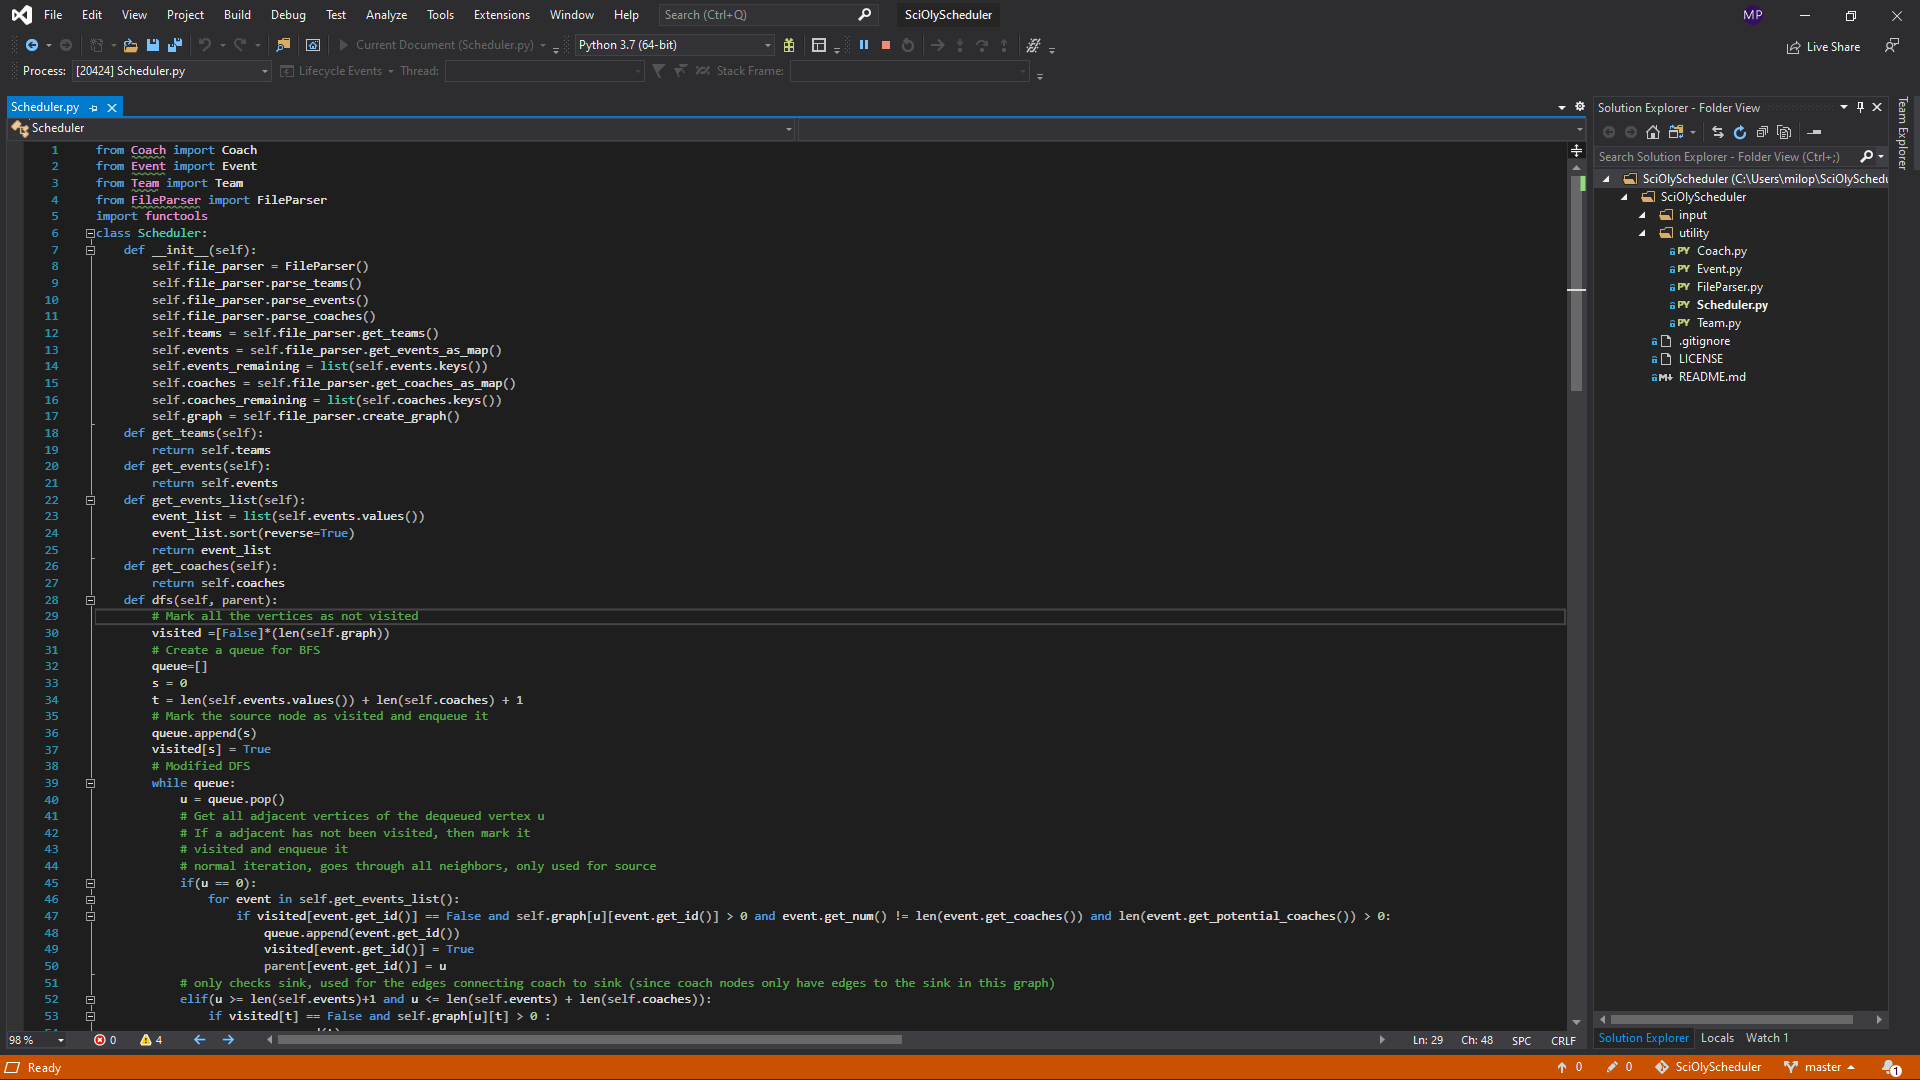 File Edit View Project Build Debug Test Analyze Tools Extensions Window Help Search (Ctrl+Q) SciOlyScheduler MP
Current Document (Scheduler.py) Python 3.7 (64-bit) Live Share
Process: [20424] Scheduler.py Lifecycle Events Thread: Stack Frame:
Scheduler.py
Scheduler
1 from Coach import Coach
2 from Event import Event
3 from Team import Team
4 from FileParser import FileParser
5 import functools
6 class Scheduler:
7 def __init__(self):
8 self.file_parser = FileParser()
9 self.file_parser.parse_teams()
10 self.file_parser.parse_events()
11 self.file_parser.parse_coaches()
12 self.teams = self.file_parser.get_teams()
13 self.events = self.file_parser.get_events_as_map()
14 self.events_remaining = list(self.events.keys())
15 self.coaches = self.file_parser.get_coaches_as_map()
16 self.coaches_remaining = list(self.coaches.keys())
17 self.graph = self.file_parser.create_graph()
18 def get_teams(self):
19 return self.teams
20 def get_events(self):
21 return self.events
22 def get_events_list(self):
23 event_list = list(self.events.values())
24 event_list.sort(reverse=True)
25 return event_list
26 def get_coaches(self):
27 return self.coaches
28 def dfs(self, parent):
29 # Mark all the vertices as not visited
30 visited =[False]*(len(self.graph))
31 # Create a queue for BFS
32 queue=[]
33 s = 0
34 t = len(self.events.values()) + len(self.coaches) + 1
35 # Mark the source node as visited and enqueue it
36 queue.append(s)
37 visited[s] = True
38 # Modified DFS
39 while queue:
40 u = queue.pop()
41 # Get all adjacent vertices of the dequeued vertex u
42 # If a adjacent has not been visited, then mark it
43 # visited and enqueue it
44 # normal iteration, goes through all neighbors, only used for source
45 if(u == 0):
46 for event in self.get_events_list():
47 if visited[event.get_id()] == False and self.graph[u][event.get_id()] > 0 and event.get_num() != len(event.get_coaches()) and len(event.get_potential_coaches()) > 0:
48 queue.append(event.get_id())
49 visited[event.get_id()] = True
50 parent[event.get_id()] = u
51 # only checks sink, used for the edges connecting coach to sink (since coach nodes only have edges to the sink in this graph)
52 elif(u >= len(self.events)+1 and u <= len(self.events) + len(self.coaches)):
53 if visited[t] == False and self.graph[u][t] > 0 :
98 % 0 4 Ln: 29 Ch: 48 SPC CRLF
Solution Explorer - Folder View
Search Solution Explorer - Folder View (Ctrl+;)
SciOlyScheduler (C:\Users\milop\SciOlySchedu
SciOlyScheduler
input
utility
PY Coach.py
PY Event.py
PY FileParser.py
PY Scheduler.py
PY Team.py
.gitignore
LICENSE
README.md
Solution Explorer Locals Watch 1
Team Explorer
Ready 0 0 SciOlyScheduler master 1